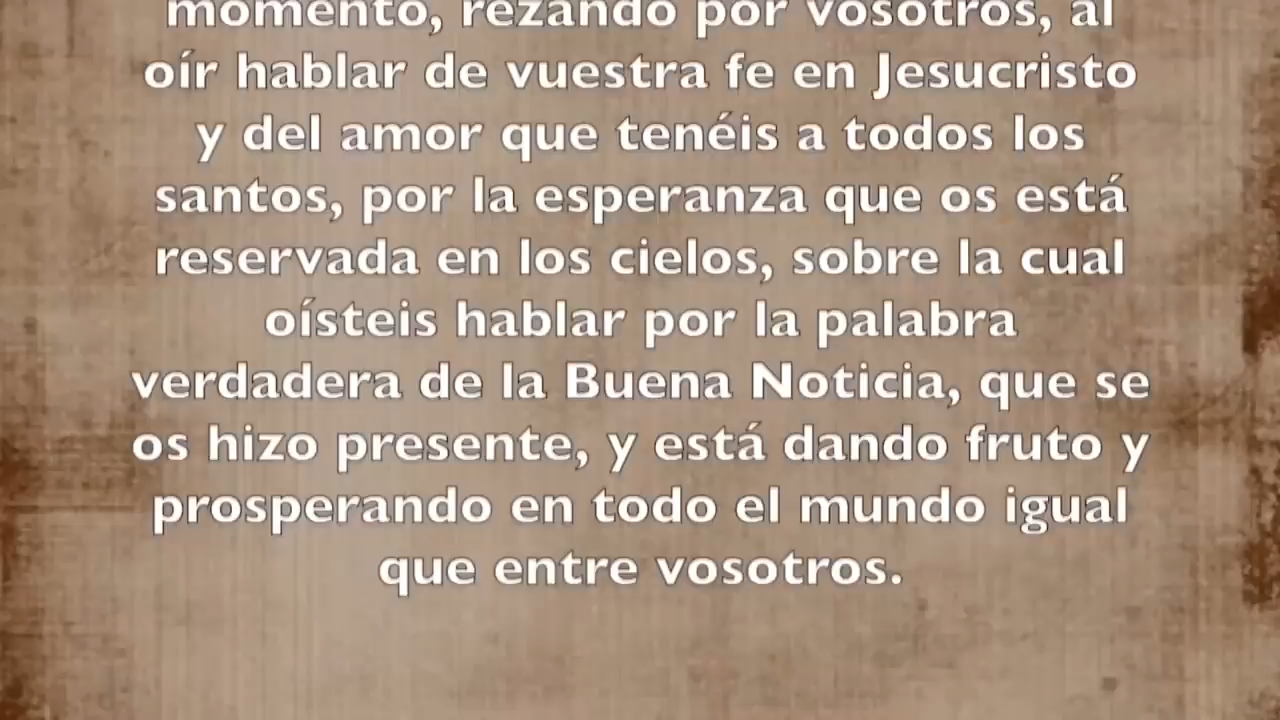 momento, rezando por vosotros, al
oír hablar de vuestra fe en Jesucristo
y del amor que tenéis a todos los
santos, por la esperanza que os está
reservada en los cielos, sobre la cual
oísteis hablar por la palabra
verdadera de la Buena Noticia, que se
os hizo presente, y está dando fruto y
prosperando en todo el mundo igual
que entre vosotros.